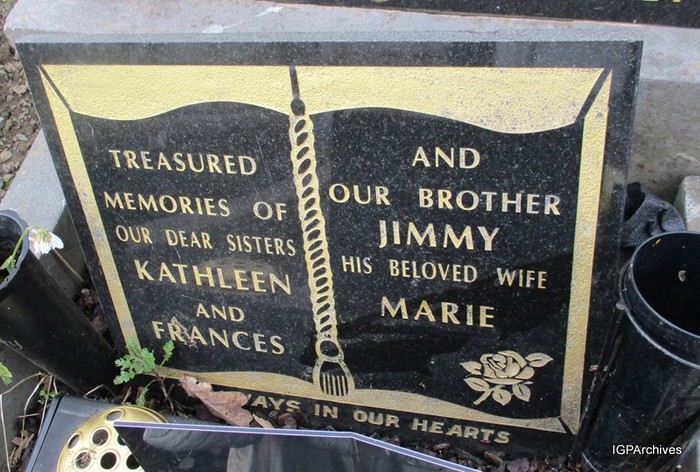 TREASURED
MEMORIES OF
OUR DEAR SISTERS
KATHLEEN
AND
FRANCES
AND
OUR BROTHER
JIMMY
HIS BELOVED WIFE
MARIE
IN OUR HEARTS
IGPArchives